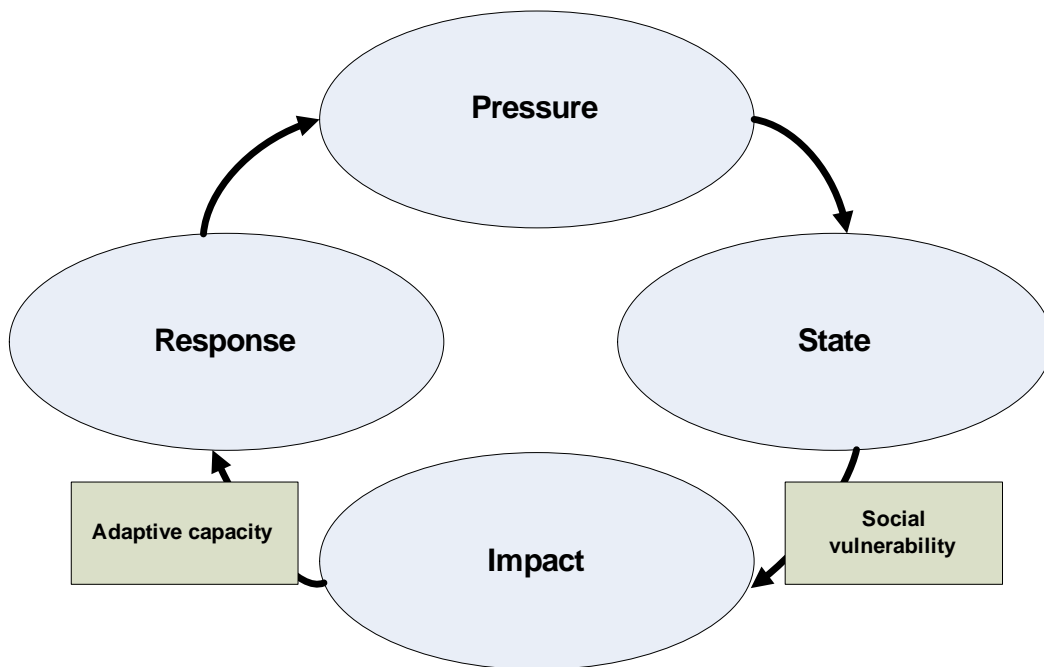 Pressure
Response
State
Adaptive capacity
Social
vulnerability
Impact